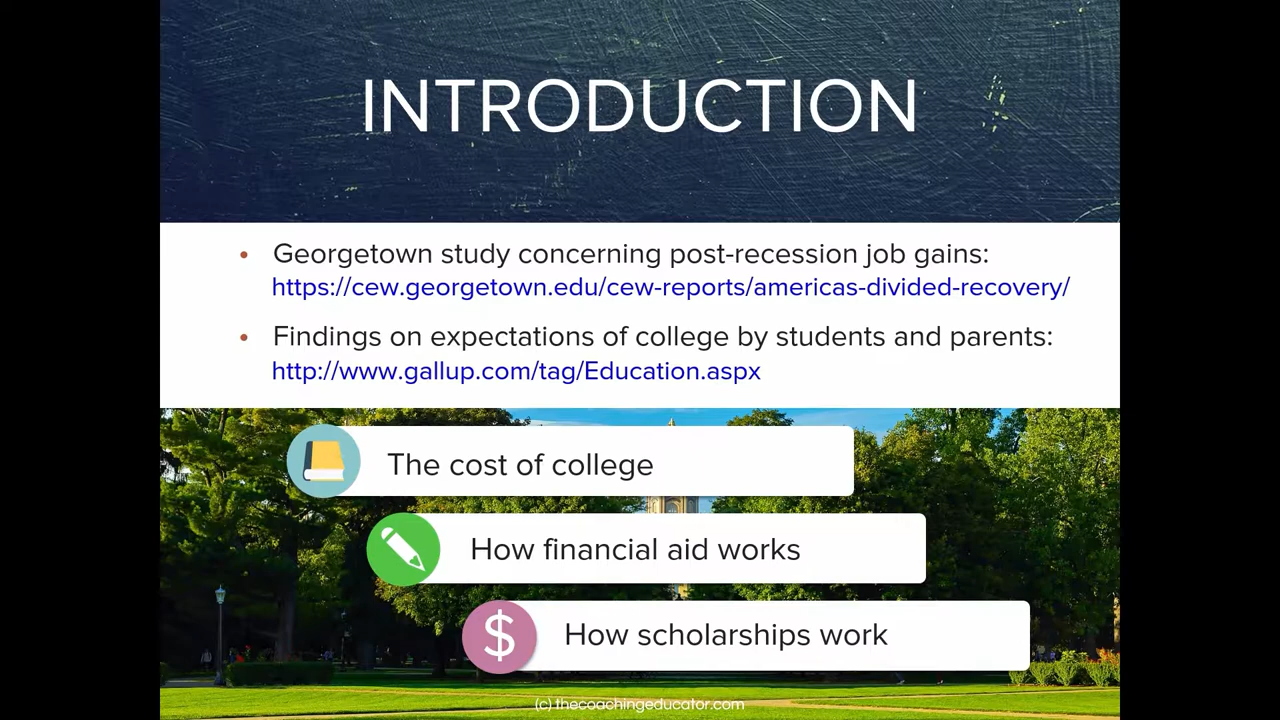 INTRODUCTION
• Georgetown study concerning post-recession job gains:
https://cew.georgetown.edu/cew-reports/americas-divided-recovery/
• Findings on expectations of college by students and parents:
http://www.gallup.com/tag/Education.aspx
The cost of college
How financial aid works
$ How scholarships work
(c) thecoachingeducator.com